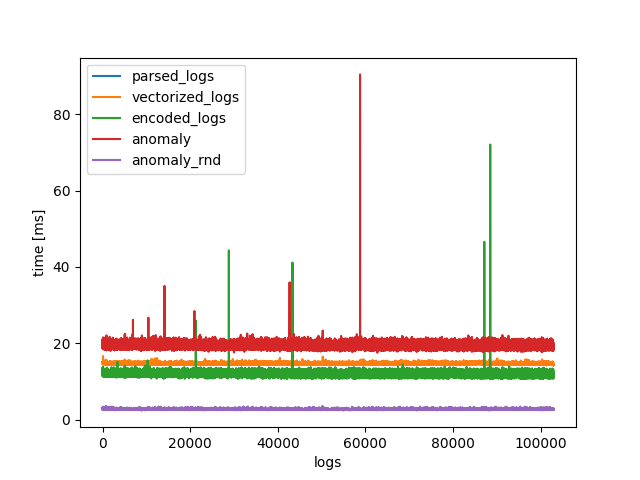 parsed_logs
vectorized_logs
encoded_logs
anomaly
anomaly_rnd
time [ms]
80
60
40
20
0
0 20000 40000 60000 80000 100000
logs